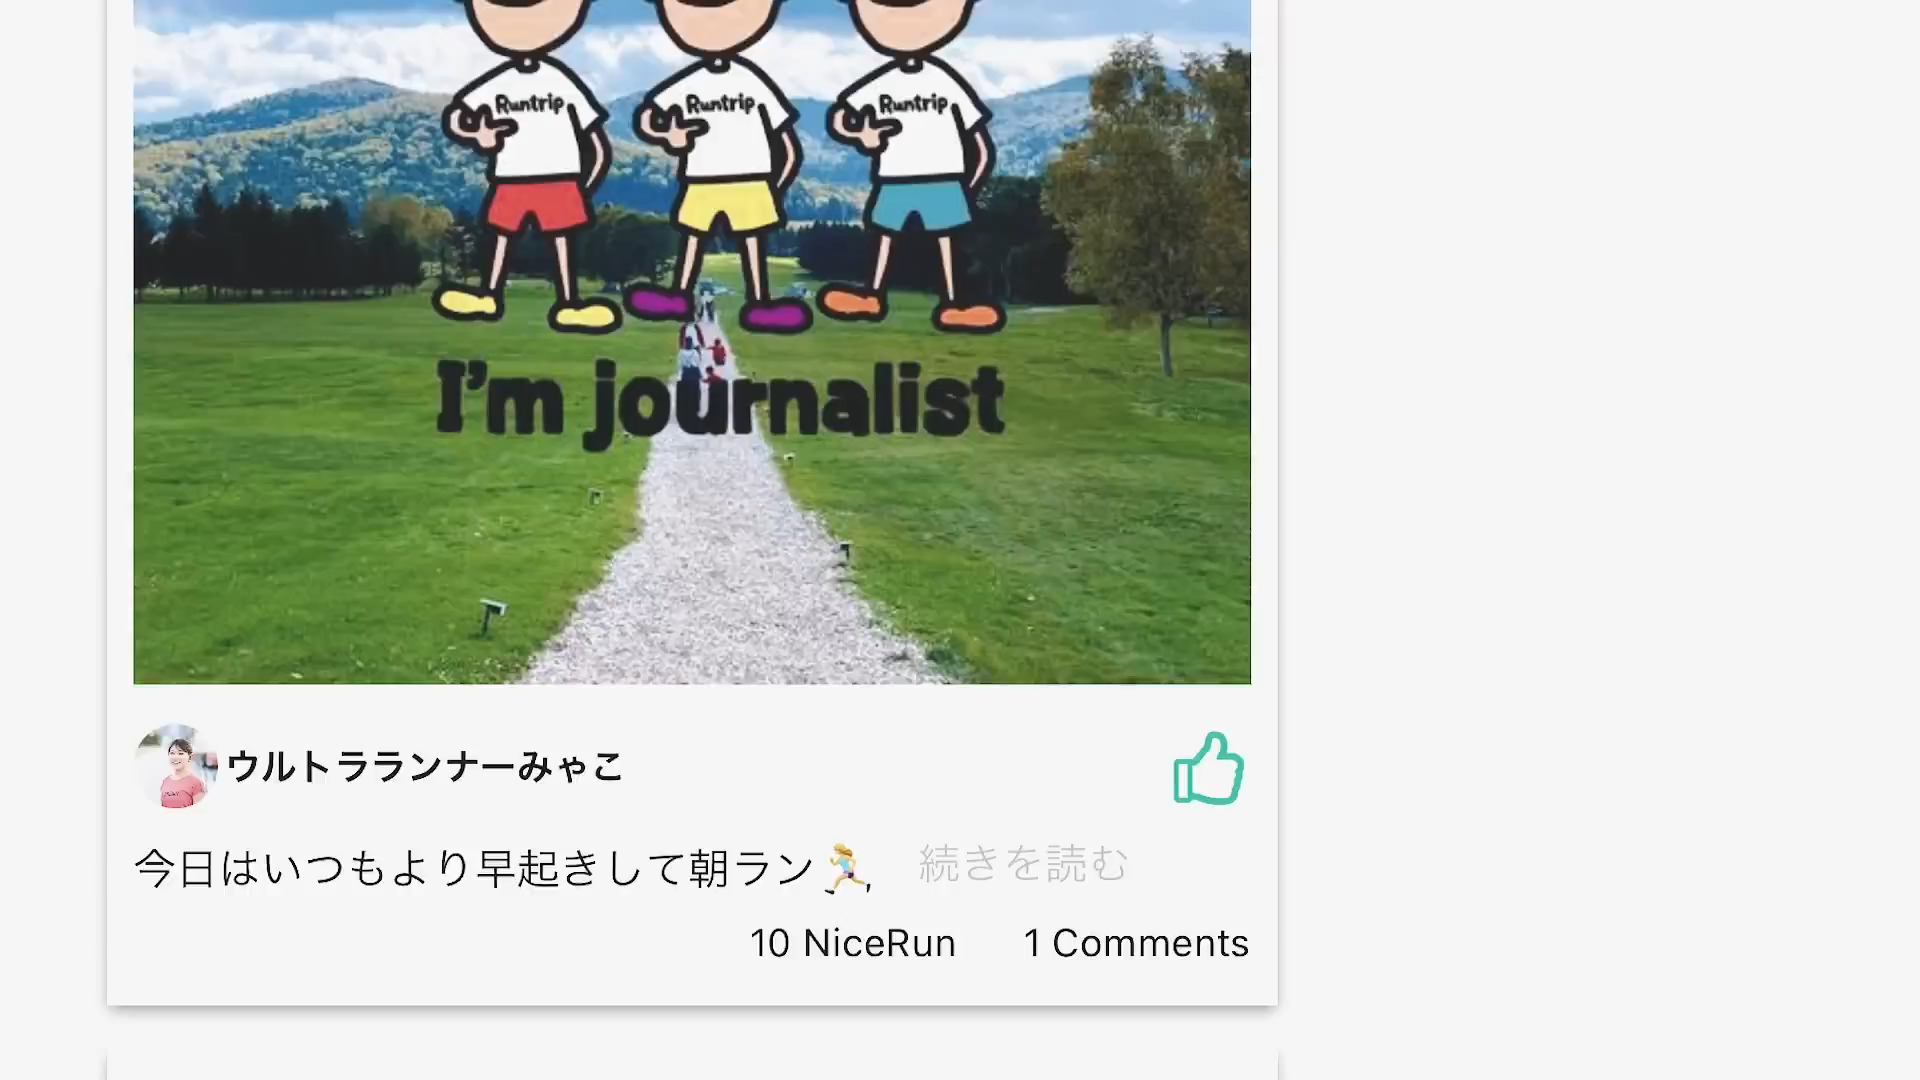 Runtrip Runtrip Runtrip
I'm journalist
ウルトラランナーみゃこ
今日はいつもより早起きして朝ラン🏃‍♀️ 続きを読む
10 NiceRun 1 Comments